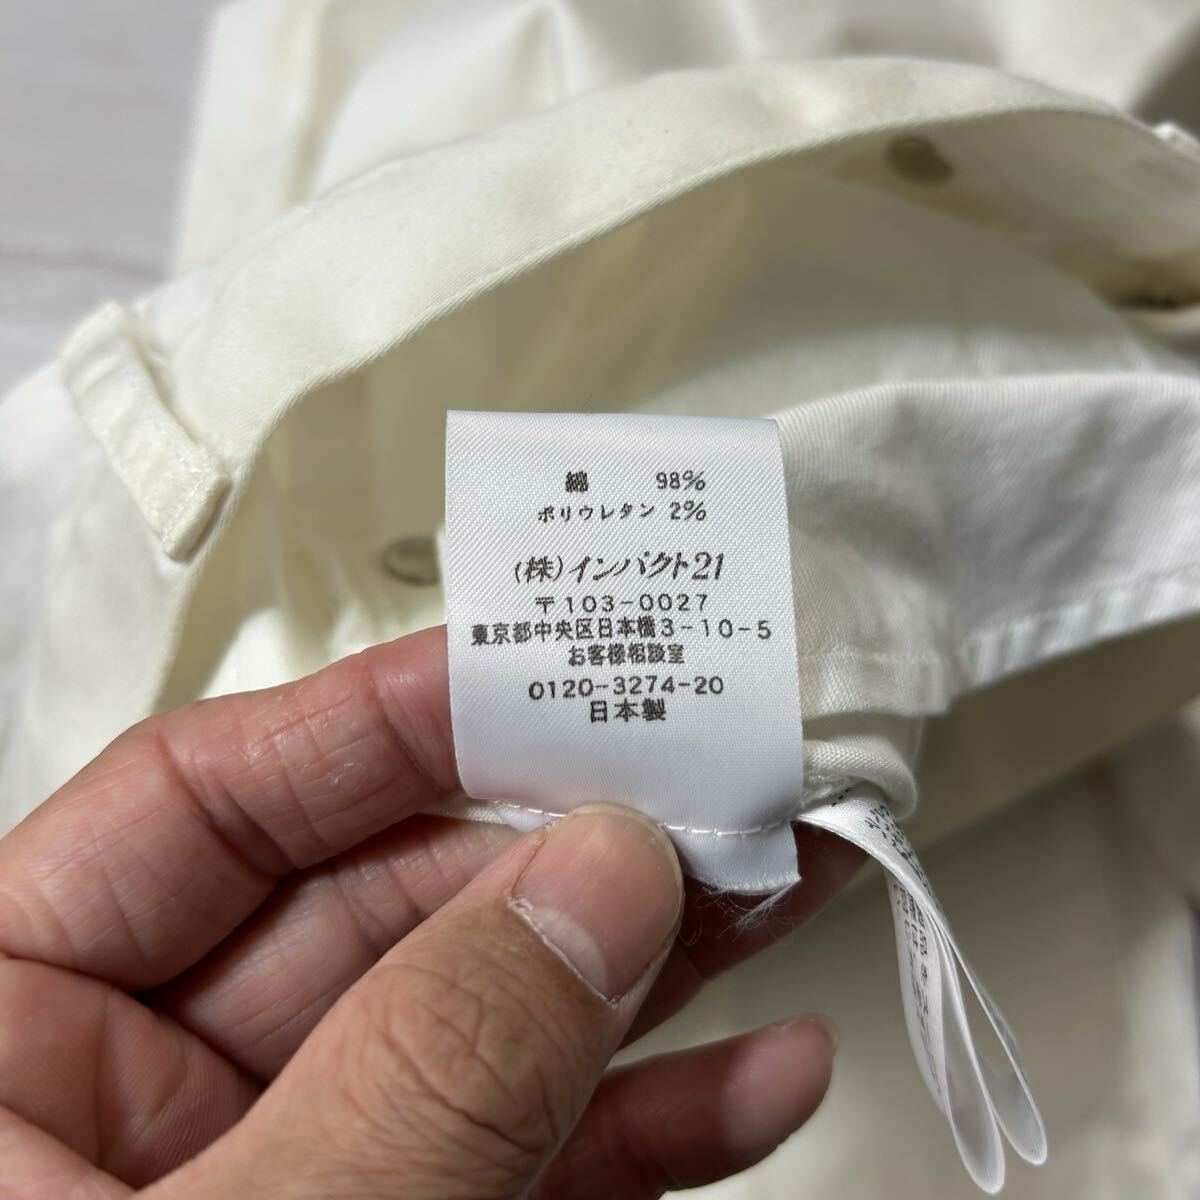 綿 98%
ポリウレタン 2%
(株)インパクト21
〒103-0027
東京都中央区日本橋3-10-5
お客様相談室
0120-3274-20
日本製